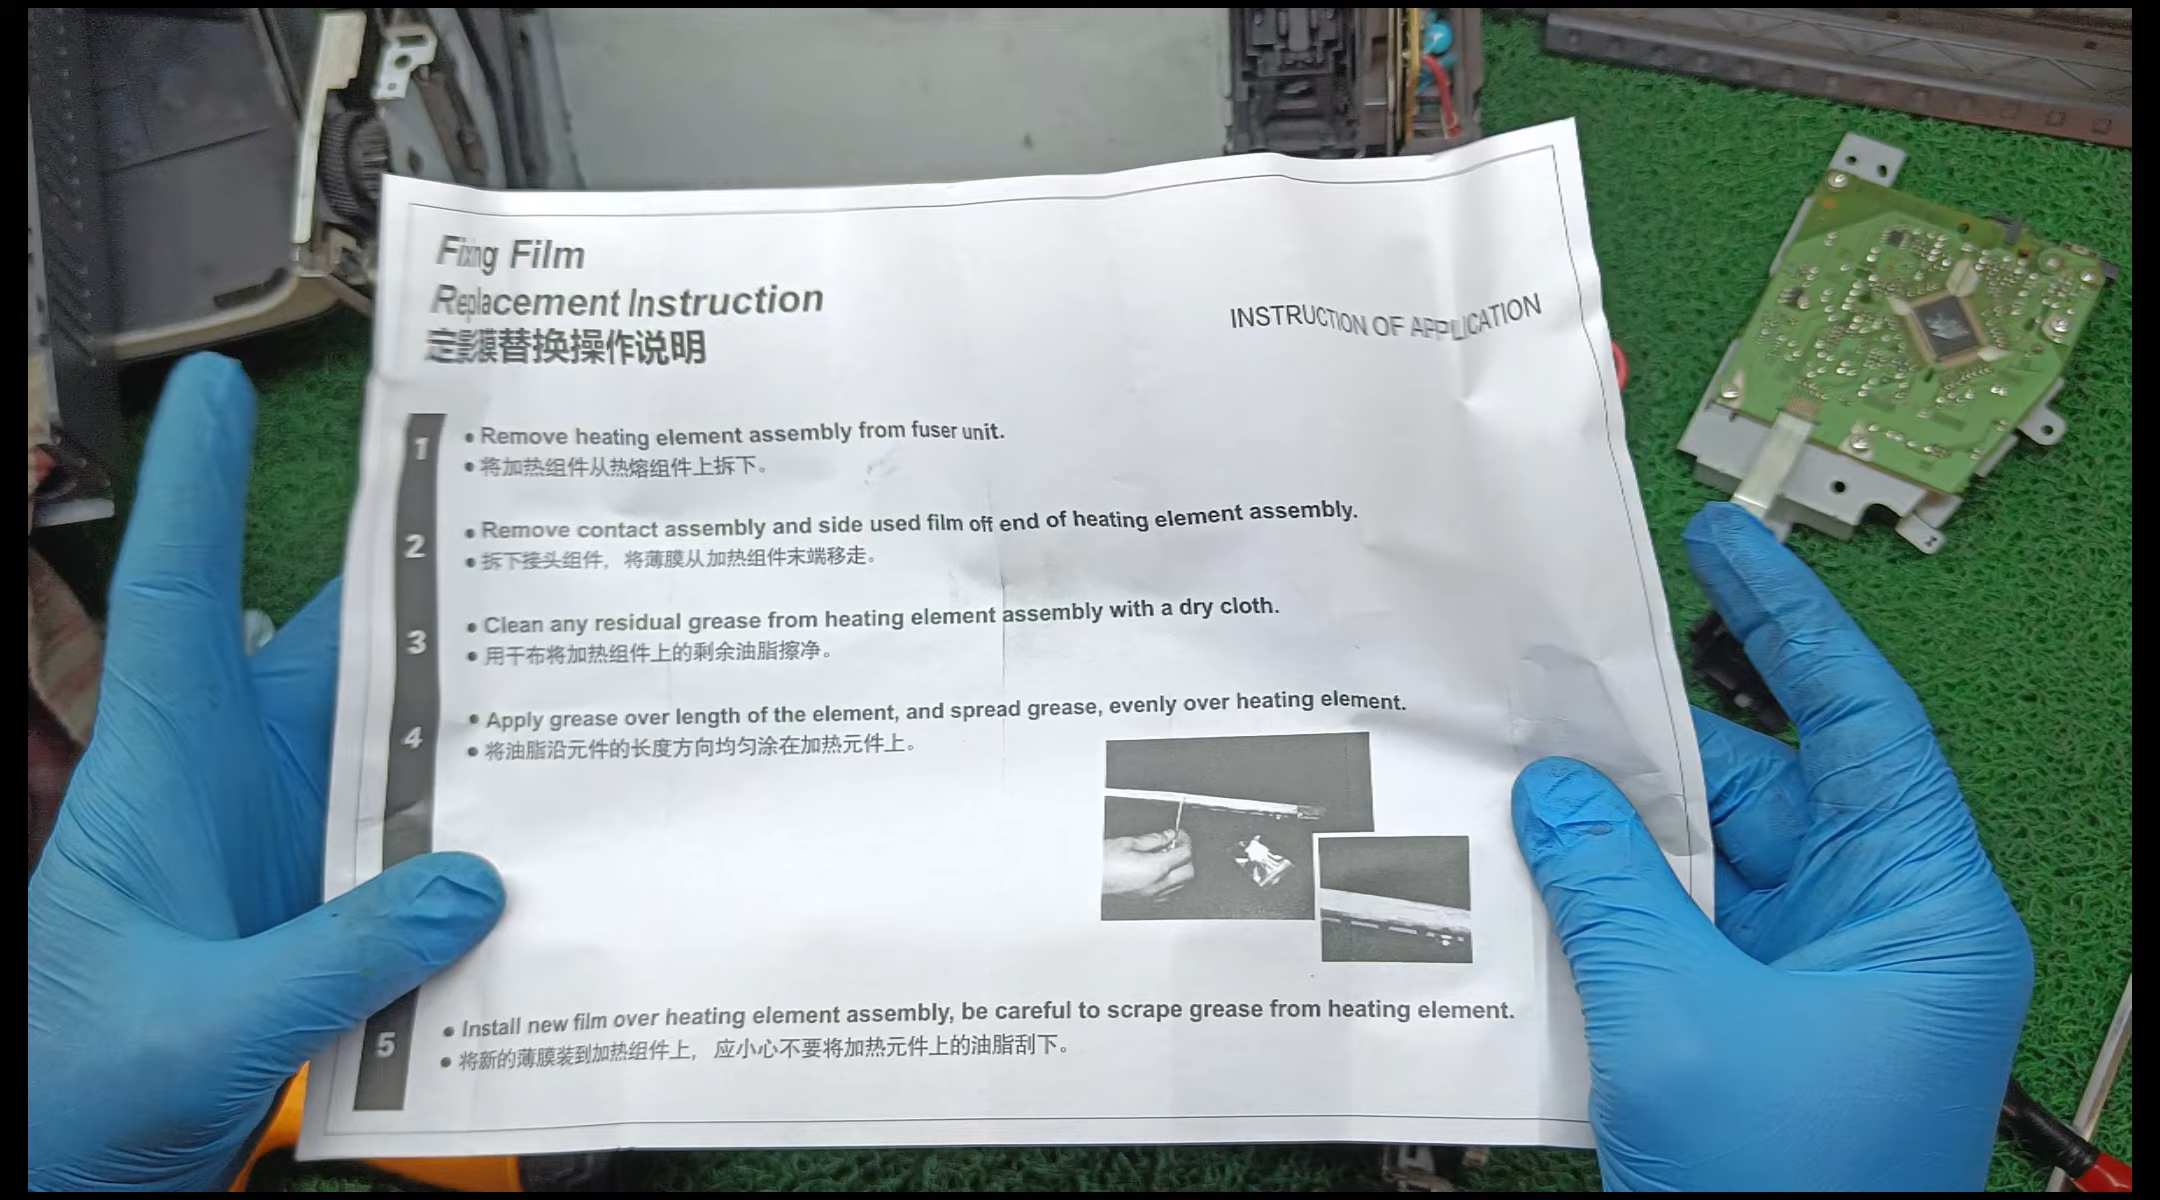 Fixing Film
Replacement Instruction
定影膜替换操作说明
INSTRUCTION OF APPLICATION
1
• Remove heating element assembly from fuser unit.
• 将加热组件从热熔组件上拆下。
2
• Remove contact assembly and side used film off end of heating element assembly.
• 拆下接头组件，将薄膜从加热组件末端移走。
3
• Clean any residual grease from heating element assembly with a dry cloth.
• 用干布将加热组件上的剩余油脂擦净。
4
• Apply grease over length of the element, and spread grease, evenly over heating element.
• 将油脂沿元件的长度方向均匀涂在加热元件上。
5
• Install new film over heating element assembly, be careful to scrape grease from heating element.
• 将新的薄膜装到加热组件上，应小心不要将加热元件上的油脂刮下。